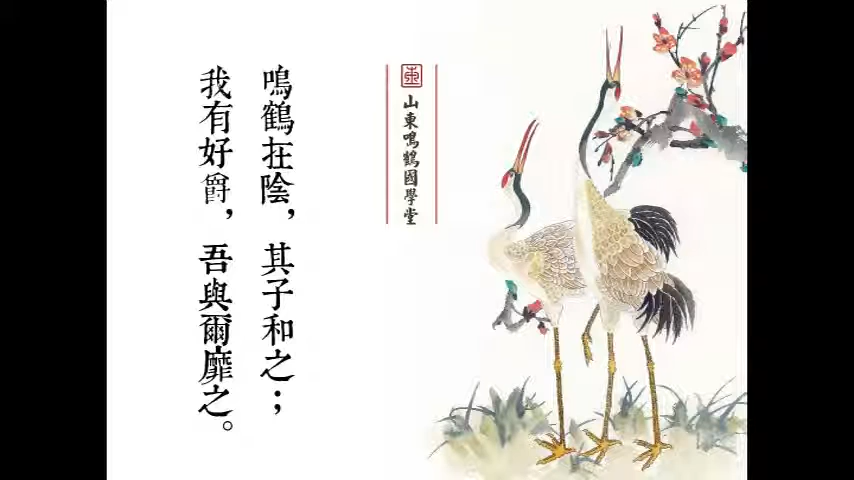 鳴鶴在陰，其子和之；
我有好爵，吾與爾靡之。
山東鳴鶴國學堂